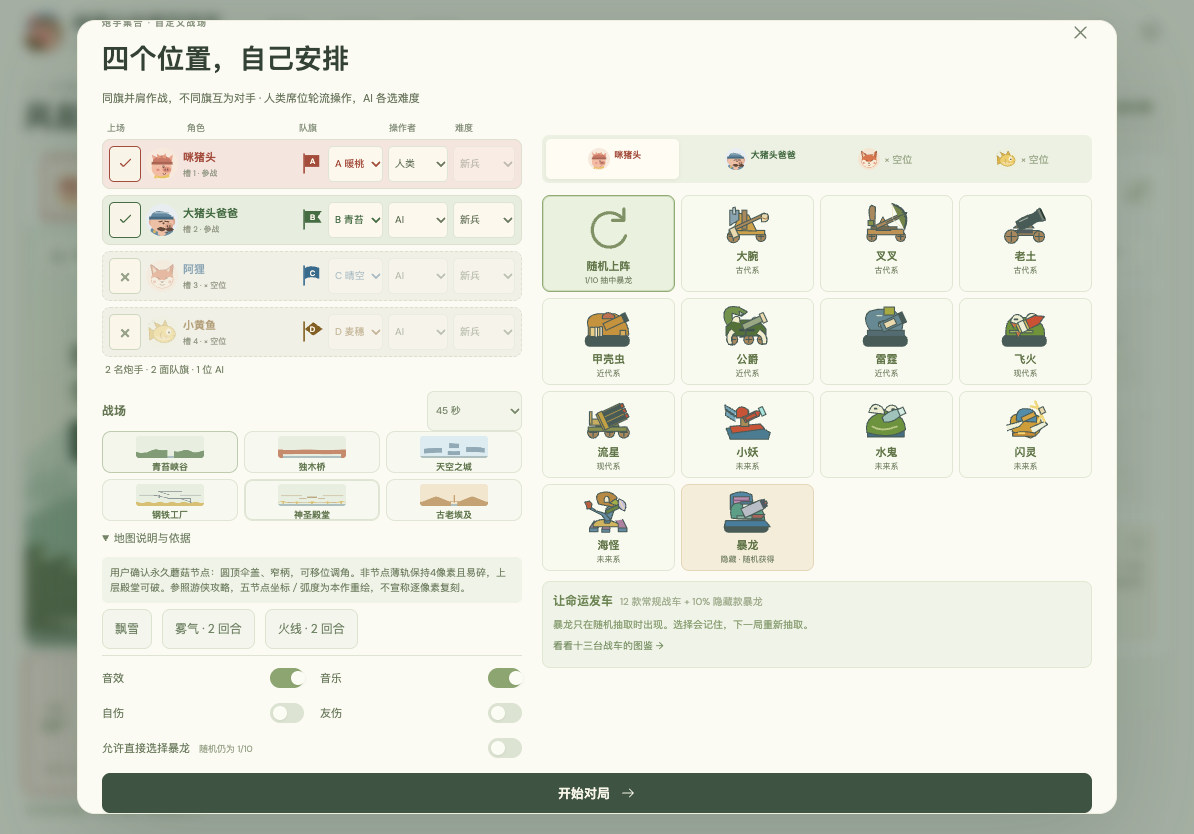 炮手集合 · 自定义战场
四个位置，自己安排
同旗并肩作战，不同旗互为对手 · 人类席位轮流操作，AI 各选难度
上场 角色 队旗 操作者 难度
咪猪头
槽 1 · 参战
A
A 暖桃
人类
新兵
大猪头爸爸
槽 2 · 参战
B
B 青苔
AI
新兵
阿狸
槽 3 · × 空位
C
C 晴空
AI
新兵
小黄鱼
槽 4 · × 空位
D
D 麦穗
AI
新兵
2 名炮手 · 2 面队旗 · 1 位 AI
战场
45 秒
青苔峡谷
独木桥
天空之城
钢铁工厂
神圣殿堂
古老埃及
▼ 地图说明与依据
用户确认永久蘑菇节点：圆顶伞盖、窄柄，可移位调角。非节点薄轨保持4像素且易碎，上
层殿堂可破。参照游侠攻略，五节点坐标 / 弧度为本作重绘，不宣称逐像素复刻。
飘雪
雾气 · 2 回合
火线 · 2 回合
音效
音乐
自伤
友伤
允许直接选择暴龙 随机仍为 1/10
咪猪头
大猪头爸爸
× 空位
× 空位
随机上阵
1/10 抽中暴龙
大腕
古代系
叉叉
古代系
老土
古代系
甲壳虫
近代系
公爵
近代系
雷霆
近代系
飞火
现代系
流星
现代系
小妖
未来系
水鬼
未来系
闪灵
未来系
海怪
未来系
暴龙
隐藏 · 随机获得
让命运发车 12 款常规战车 + 10% 隐藏款暴龙
暴龙只在随机抽取时出现。选择会记住，下一局重新抽取。
看看十三台战车的图鉴 →
开始对局 →